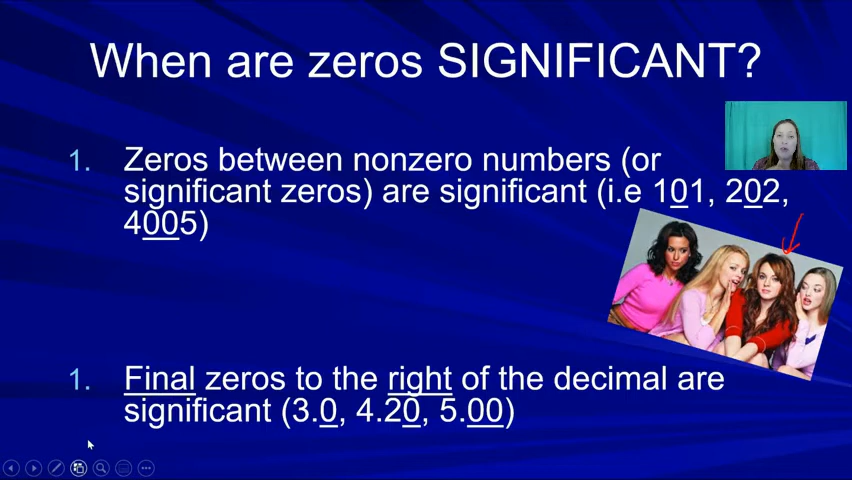 When are zeros SIGNIFICANT?
1. Zeros between nonzero numbers (or
significant zeros) are significant (i.e 101, 202,
4005)
1. Final zeros to the right of the decimal are
significant (3.0, 4.20, 5.00)